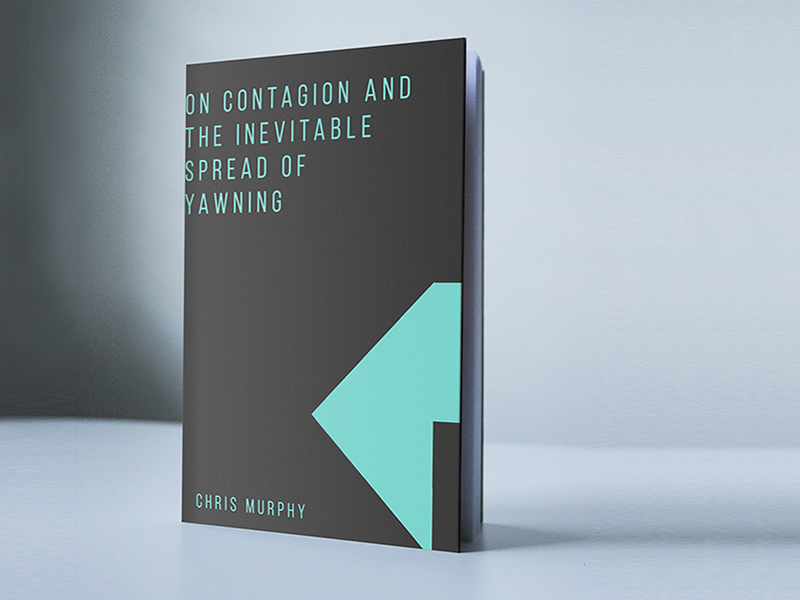 ON CONTAGION AND
THE INEVITABLE
SPREAD OF
YAWNING
CHRIS MURPHY